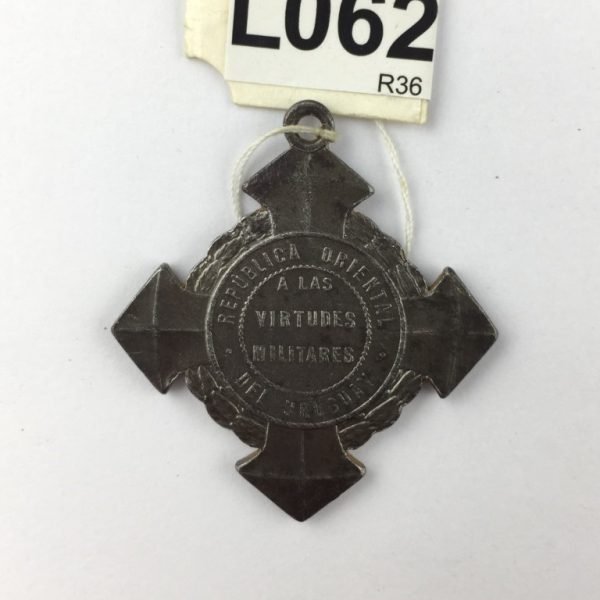 L062
R36
REPUBLICA ORIENTAL
A LAS
VIRTUDES
MILITARES
DEL URUGUAY